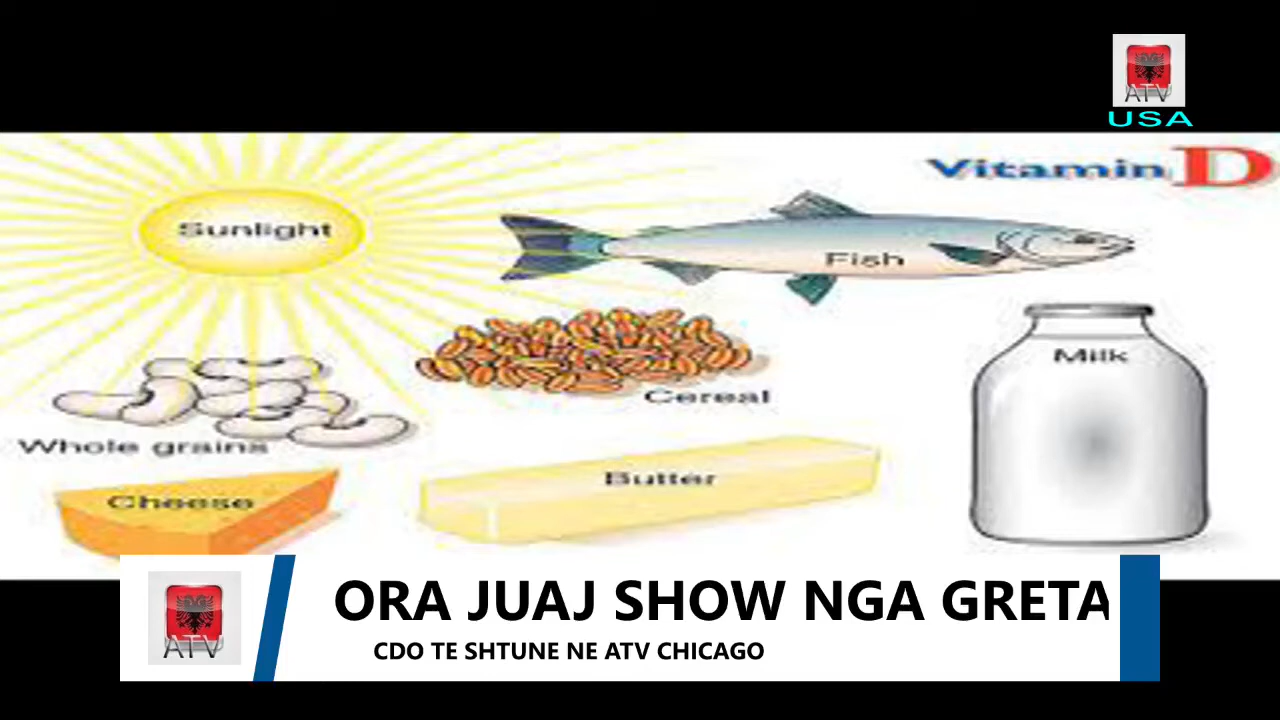 ATV
USA
Vitamin D
Sunlight
Fish
Milk
Cereal
Whole grains
Butter
Cheese
ORA JUAJ SHOW NGA GRETA
ATV
CDO TE SHTUNE NE ATV CHICAGO